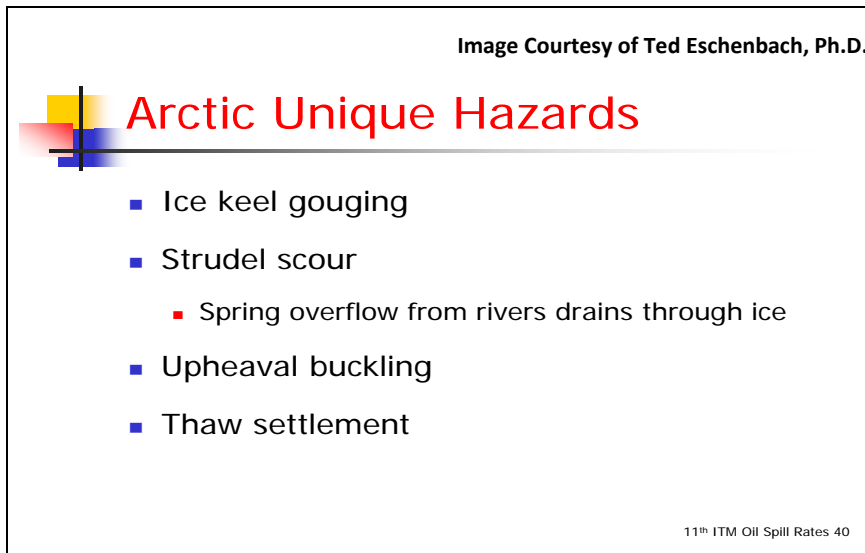 Image Courtesy of Ted Eschenbach, Ph.D.
Arctic Unique Hazards
Ice keel gouging
Strudel scour
Spring overflow from rivers drains through ice
Upheaval buckling
Thaw settlement
11th ITM Oil Spill Rates 40